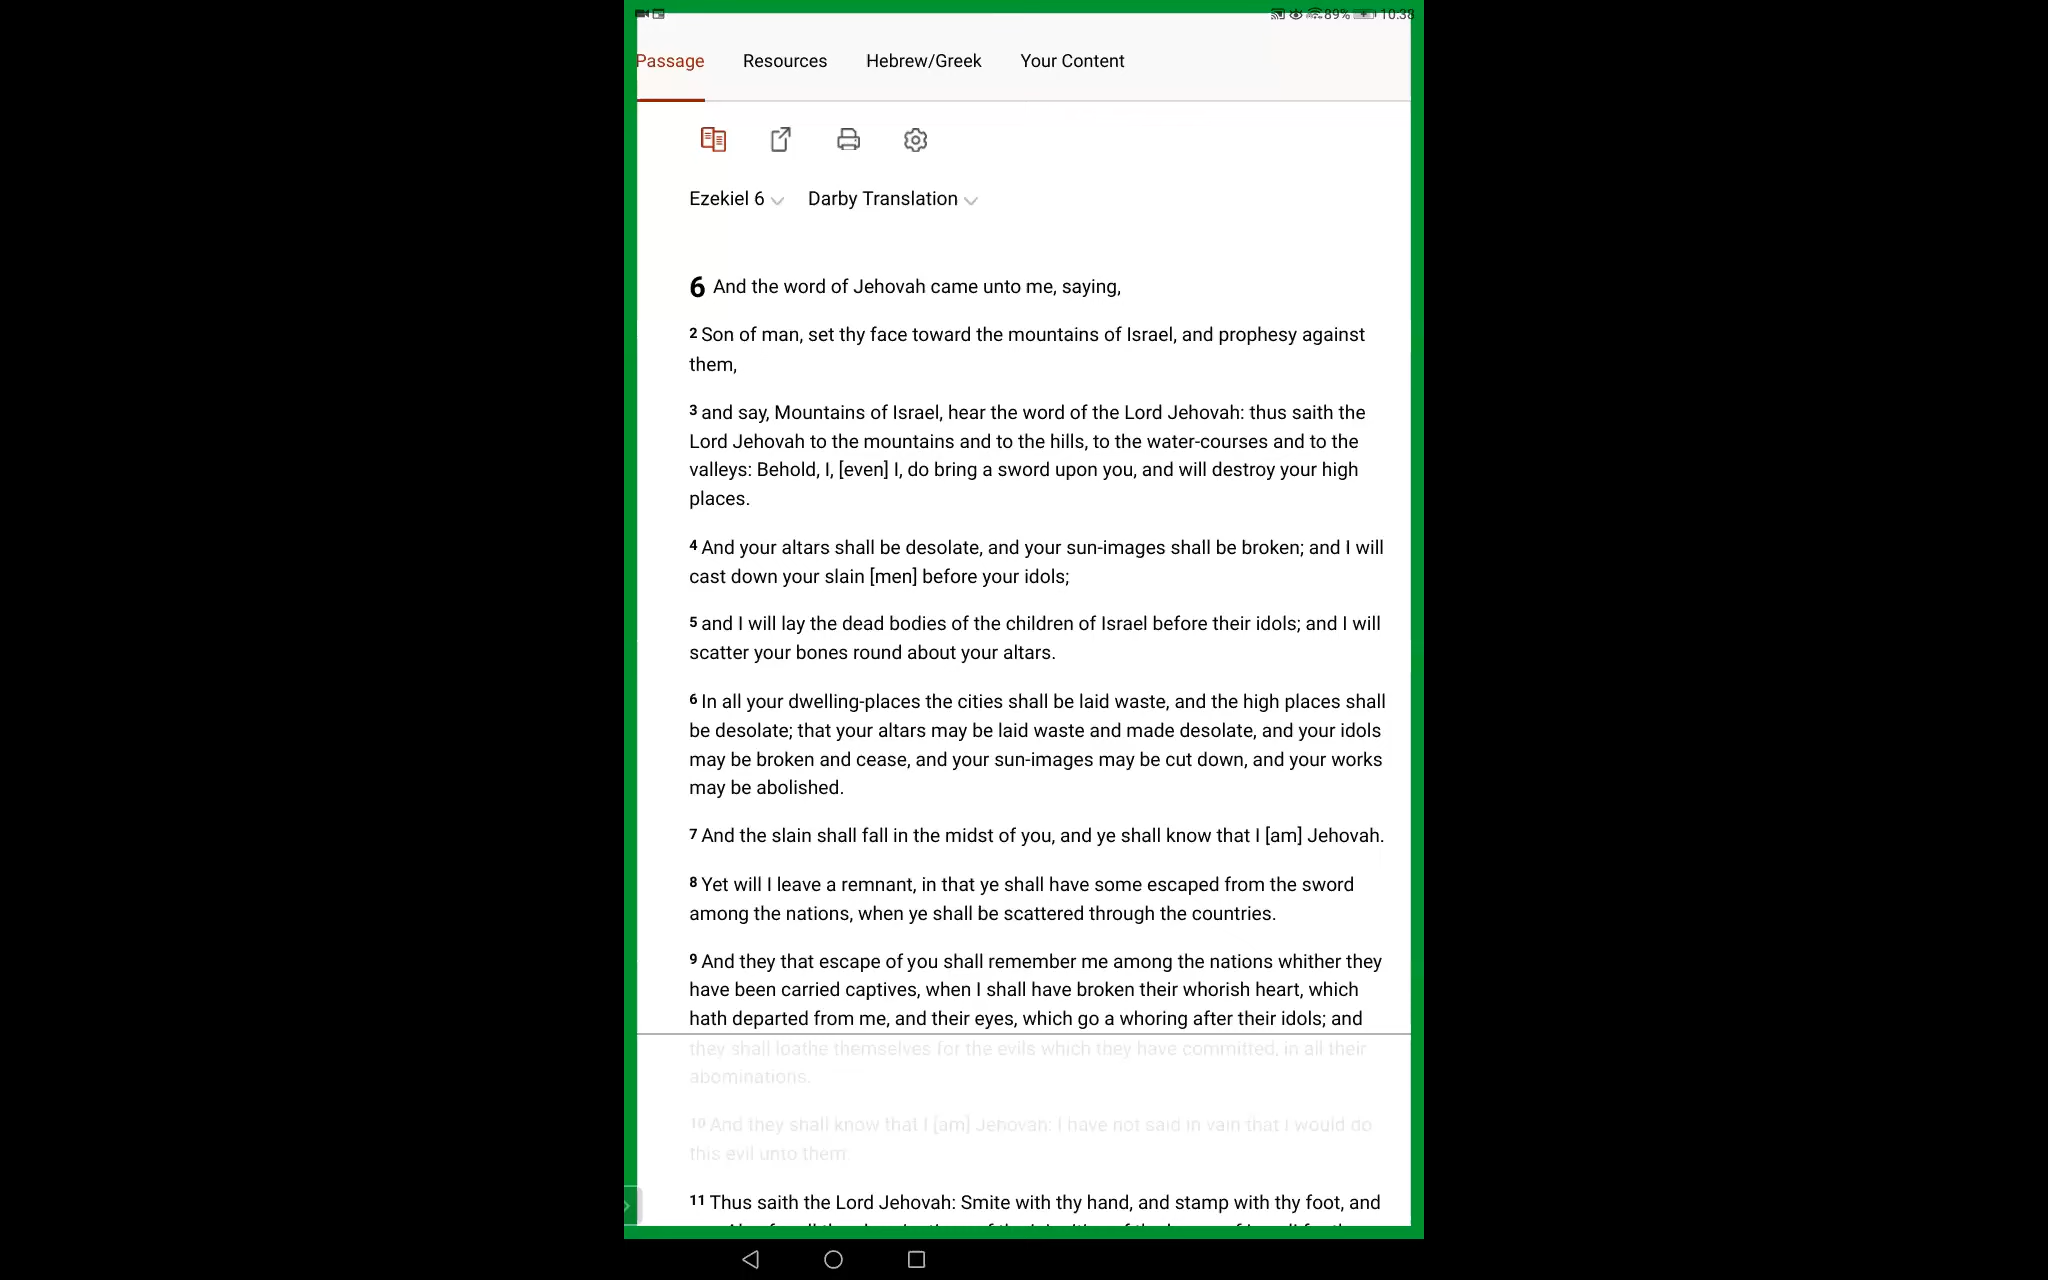 89% 10:38
Passage Resources Hebrew/Greek Your Content
Ezekiel 6 Darby Translation
6 And the word of Jehovah came unto me, saying,
2 Son of man, set thy face toward the mountains of Israel, and prophesy against
them,
3 and say, Mountains of Israel, hear the word of the Lord Jehovah: thus saith the
Lord Jehovah to the mountains and to the hills, to the water-courses and to the
valleys: Behold, I, [even] I, do bring a sword upon you, and will destroy your high
places.
4 And your altars shall be desolate, and your sun-images shall be broken; and I will
cast down your slain [men] before your idols;
5 and I will lay the dead bodies of the children of Israel before their idols; and I will
scatter your bones round about your altars.
6 In all your dwelling-places the cities shall be laid waste, and the high places shall
be desolate; that your altars may be laid waste and made desolate, and your idols
may be broken and cease, and your sun-images may be cut down, and your works
may be abolished.
7 And the slain shall fall in the midst of you, and ye shall know that I [am] Jehovah.
8 Yet will I leave a remnant, in that ye shall have some escaped from the sword
among the nations, when ye shall be scattered through the countries.
9 And they that escape of you shall remember me among the nations whither they
have been carried captives, when I shall have broken their whorish heart, which
hath departed from me, and their eyes, which go a whoring after their idols; and
they shall loathe themselves for the evils which they have committed, in all their
abominations.
10 And they shall know that I [am] Jehovah: I have not said in vain that I would do
this evil unto them.
11 Thus saith the Lord Jehovah: Smite with thy hand, and stamp with thy foot, and